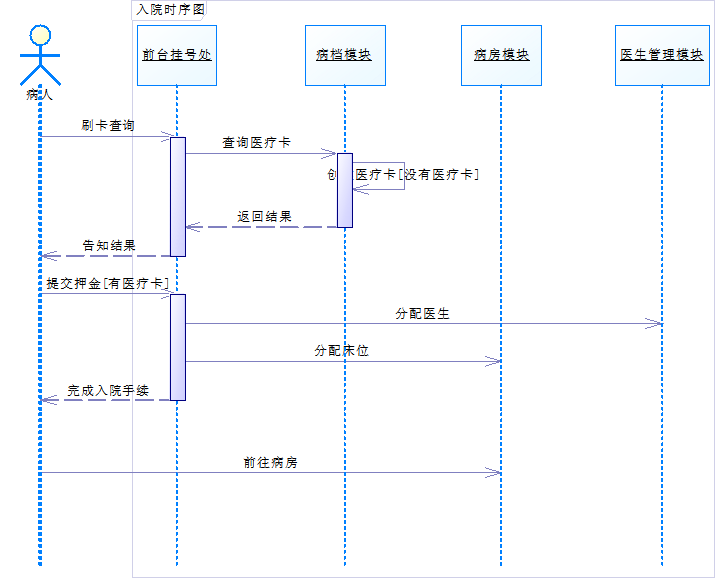 入院时序图
前台挂号处
病档模块
病房模块
医生管理模块
病人
刷卡查询
查询医疗卡
创 医疗卡[没有医疗卡]
返回结果
告知结果
提交押金[有医疗卡]
分配医生
分配床位
完成入院手续
前往病房